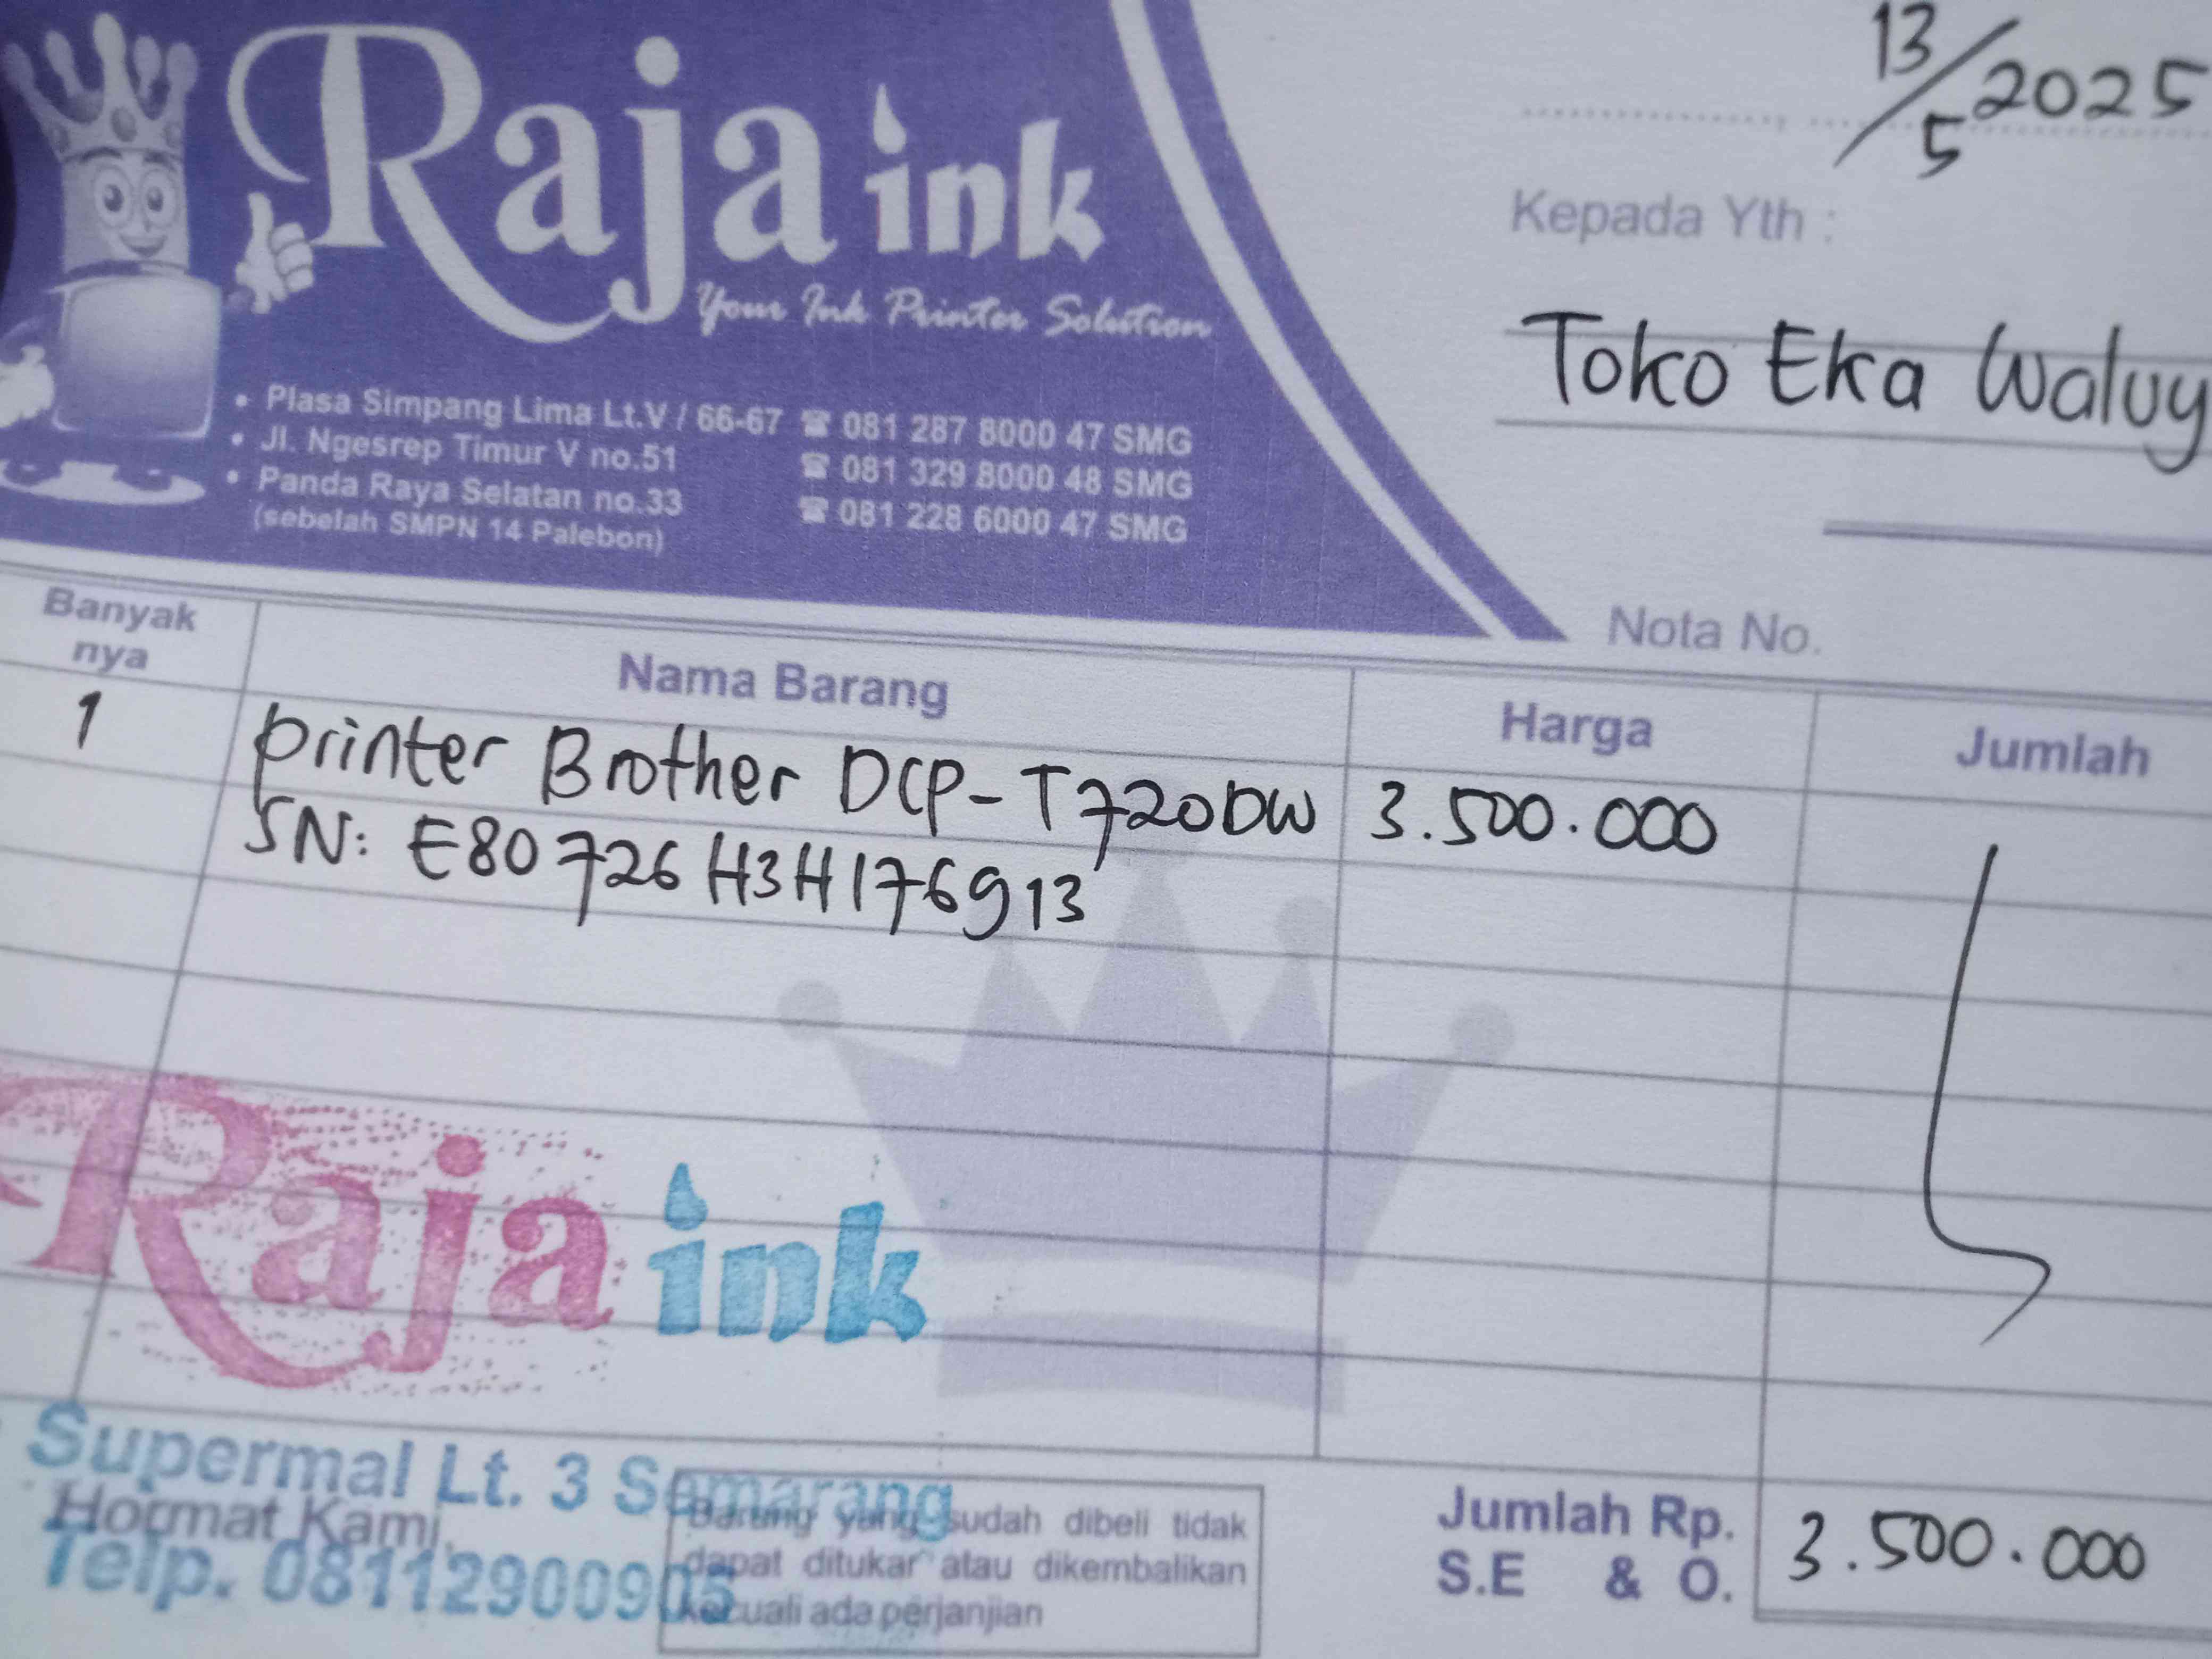 Raja ink
Your Ink Printer Solution
• Plasa Simpang Lima Lt.V / 66-67 ☎ 081 287 8000 47 SMG
• Jl. Ngesrep Timur V no.51 ☎ 081 329 8000 48 SMG
• Panda Raya Selatan no.33 ☎ 081 228 6000 47 SMG
(sebelah SMPN 14 Palebon)
13/5 2025
Kepada Yth :
Toko Eka Waluy
Nota No.
Banyak nya Nama Barang Harga Jumlah
1 printer Brother DCP-T720DW 3.500.000
SN: E80726H3H176913
Raja ink
Supermal Lt. 3 Semarang
Hormat Kami,
Telp. 08112900905
Barang yang sudah dibeli tidak
dapat ditukar atau dikembalikan
kecuali ada perjanjian
Jumlah Rp. 3.500.000
S.E & O.